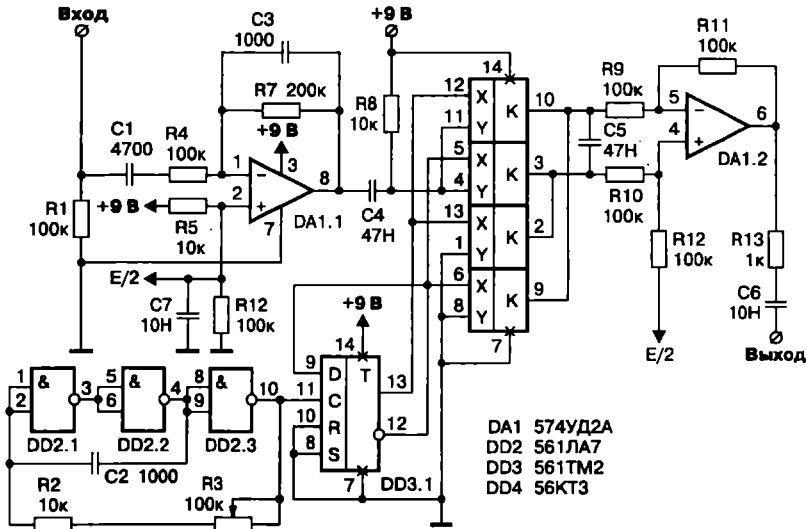 Вход
C3
1000
+9 В
R11
100к
R7 200к
+9 В
R8
10к
14
12
X
K
10
R9
100к
5
−
6
11
Y
4
+
DA1.2
C1
4700
R4
100к
1
−
3
8
5
X
K
3
C5
47Н
2
+
4
Y
R1
100к
+9 В
R5
10к
7
DA1.1
C4
47Н
13
X
K
2
R10
100к
1
Y
R12
100к
R13
1к
E/2
6
X
K
9
8
Y
C7
10Н
R12
100к
+9 В
7
C6
10Н
E/2
Выход
14
1
&
3
5
&
4
8
&
10
9
D
T
13
2
6
9
11
C
10
R
12
8
S
DD2.1
DD2.2
DD2.3
C2 1000
7
DD3.1
R2
10к
R3
100к
DA1 574УД2А
DD2 561ЛА7
DD3 561ТМ2
DD4 56КТ3